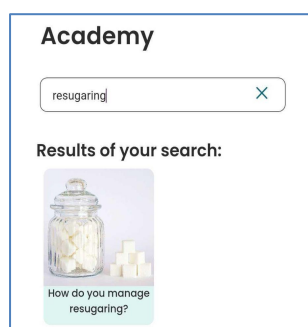 Academy
resugaring
Results of your search:
How do you manage
resugaring?